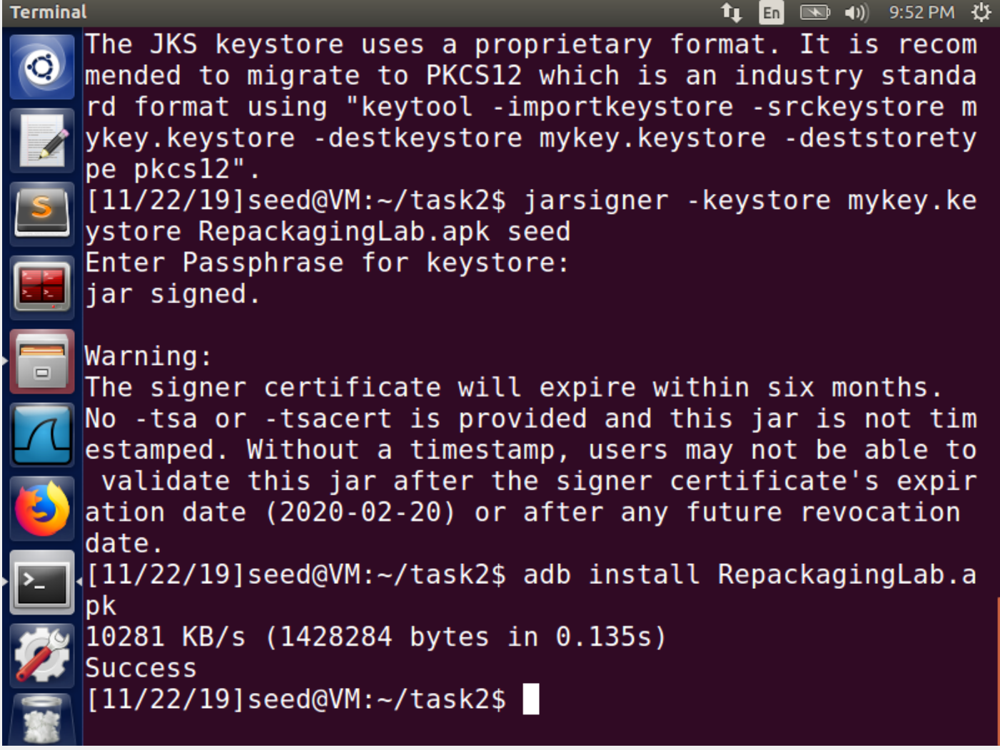 Terminal
En
9:52 PM
The JKS keystore uses a proprietary format. It is recom
mended to migrate to PKCS12 which is an industry standa
rd format using "keytool -importkeystore -srckeystore m
ykey.keystore -destkeystore mykey.keystore -deststorety
pe pkcs12".
[11/22/19]seed@VM:~/task2$ jarsigner -keystore mykey.ke
ystore RepackagingLab.apk seed
Enter Passphrase for keystore:
jar signed.
Warning:
The signer certificate will expire within six months.
No -tsa or -tsacert is provided and this jar is not tim
estamped. Without a timestamp, users may not be able to
 validate this jar after the signer certificate's expir
ation date (2020-02-20) or after any future revocation
date.
[11/22/19]seed@VM:~/task2$ adb install RepackagingLab.a
pk
10281 KB/s (1428284 bytes in 0.135s)
Success
[11/22/19]seed@VM:~/task2$